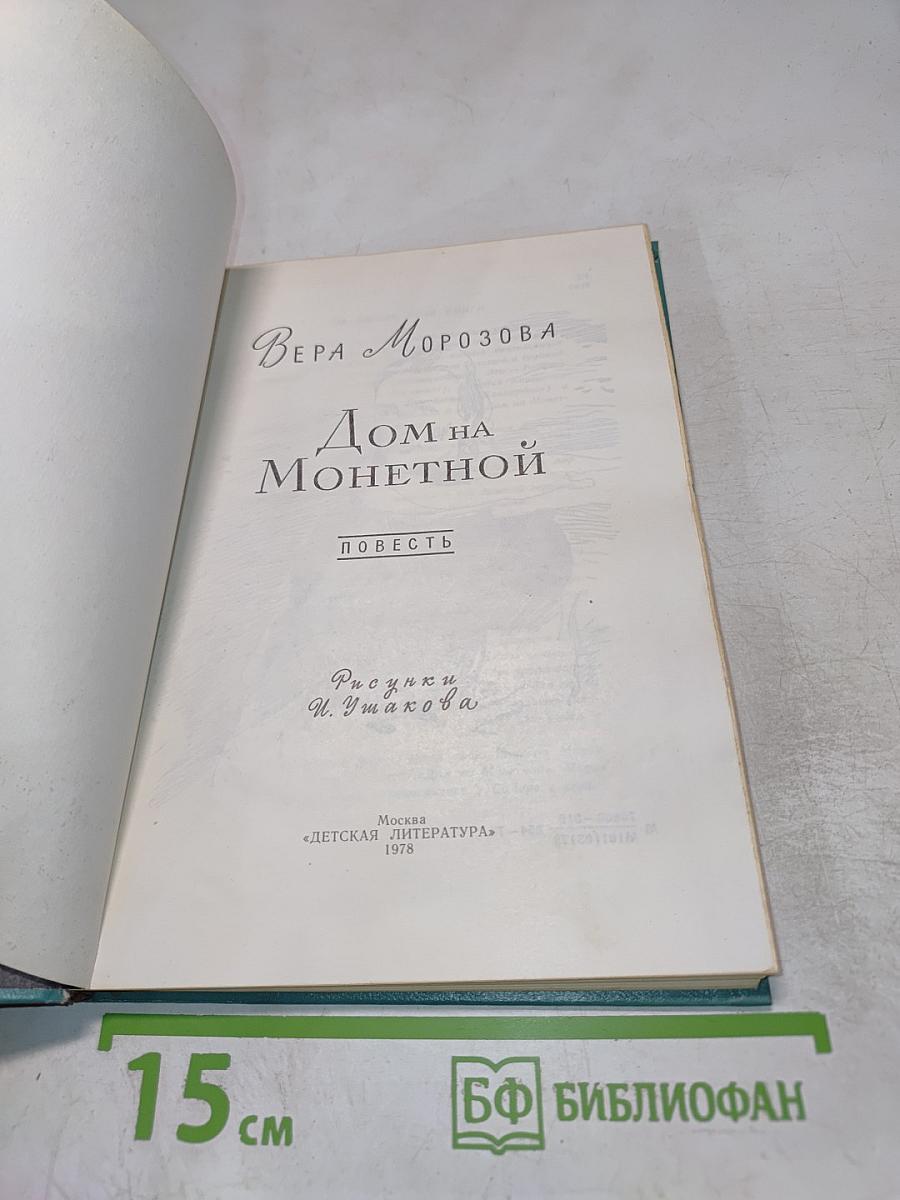 Вера Морозова
Дом на
Монетной
ПОВЕСТЬ
Рисунки
И. Ушакова
Москва
«ДЕТСКАЯ ЛИТЕРАТУРА»
1978
15 см
БФ БИБЛИОФАН